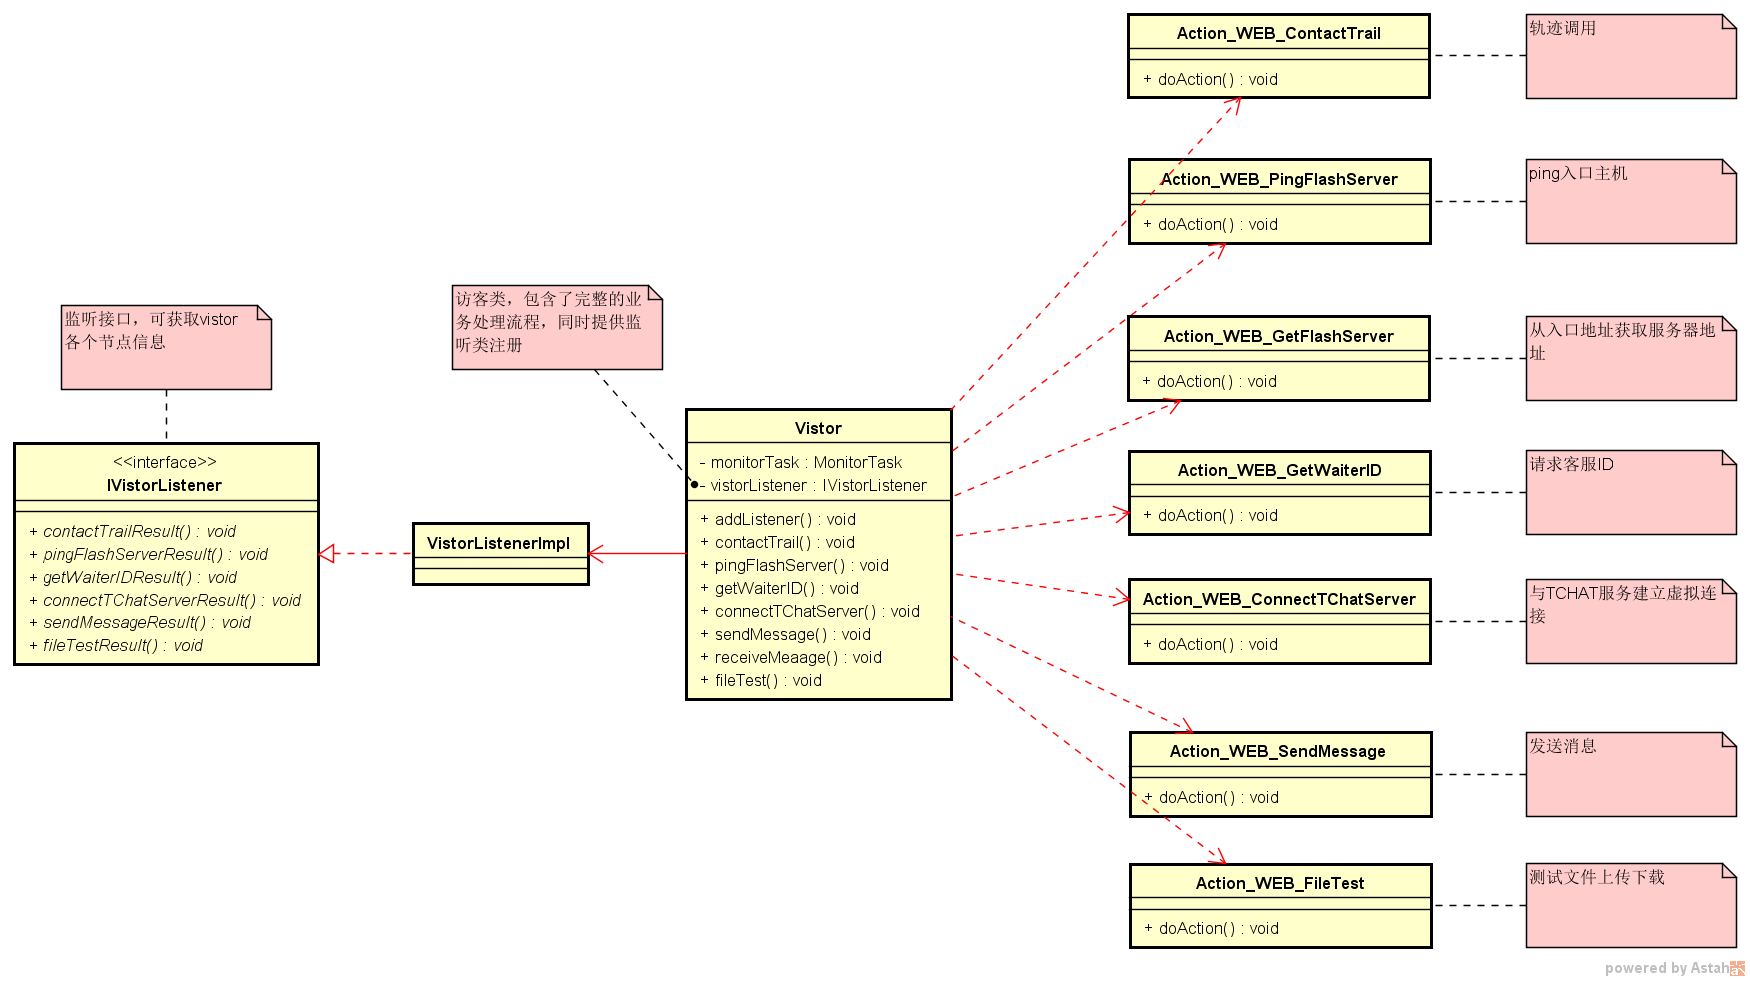 监听接口，可获取vistor
各个节点信息
<<interface>>
IVistorListener
+ contactTrailResult() : void
+ pingFlashServerResult() : void
+ getWaiterIDResult() : void
+ connectTChatServerResult() : void
+ sendMessageResult() : void
+ fileTestResult() : void
VistorListenerImpl
访客类，包含了完整的业
务处理流程，同时提供监
听类注册
Vistor
- monitorTask : MonitorTask
- vistorListener : IVistorListener
+ addListener() : void
+ contactTrail() : void
+ pingFlashServer() : void
+ getWaiterID() : void
+ connectTChatServer() : void
+ sendMessage() : void
+ receiveMeaage() : void
+ fileTest() : void
Action_WEB_ContactTrail
+ doAction() : void
轨迹调用
Action_WEB_PingFlashServer
+ doAction() : void
ping入口主机
Action_WEB_GetFlashServer
+ doAction() : void
从入口地址获取服务器地
址
Action_WEB_GetWaiterID
+ doAction() : void
请求客服ID
Action_WEB_ConnectTChatServer
+ doAction() : void
与TCHAT服务建立虚拟连
接
Action_WEB_SendMessage
+ doAction() : void
发送消息
Action_WEB_FileTest
+ doAction() : void
测试文件上传下载
powered by Astah